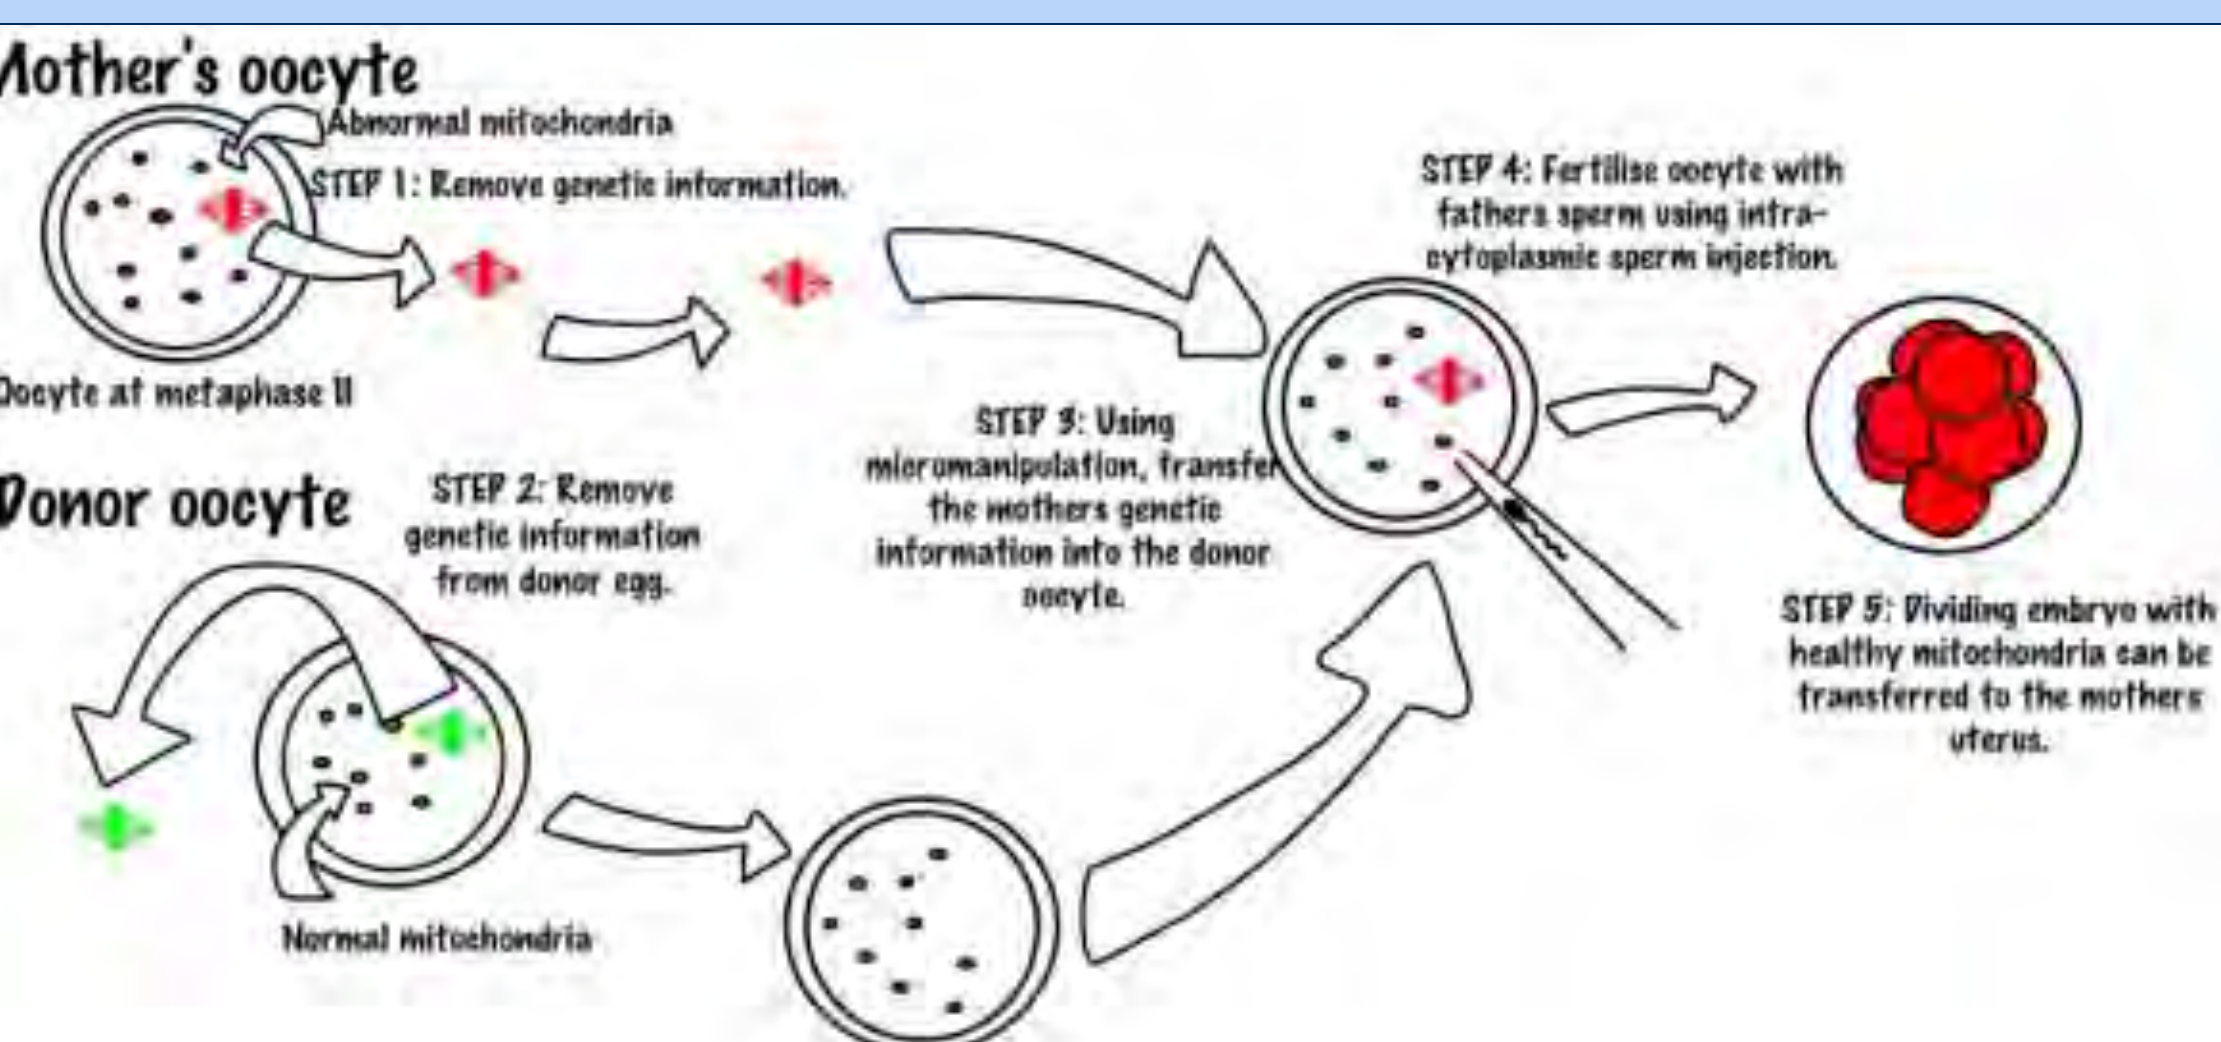 Mother's oocyte
Abnormal mitochondria
STEP 1: Remove genetic information.
Oocyte at metaphase II
Donor oocyte
STEP 2: Remove
genetic information
from donor egg.
Normal mitochondria
STEP 3: Using
micromanipulation, transfer
the mothers genetic
information into the donor
oocyte.
STEP 4: Fertilise oocyte with
fathers sperm using intra-
cytoplasmic sperm injection.
STEP 5: Dividing embryo with
healthy mitochondria can be
transferred to the mothers
uterus.